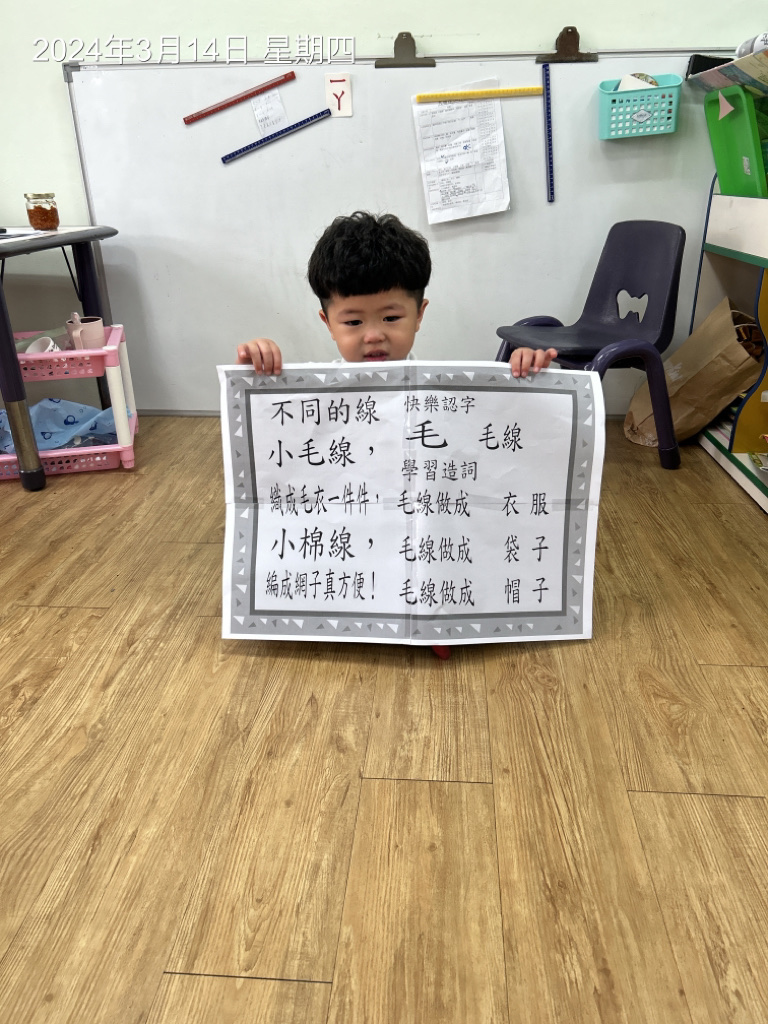 2024年3月14日 星期四
ㄧ
ㄚ
不同的線
小毛線，
織成毛衣一件件，
小棉線，
編成網子真方便！
快樂認字
毛 毛線
學習造詞
毛線做成 衣服
毛線做成 袋子
毛線做成 帽子